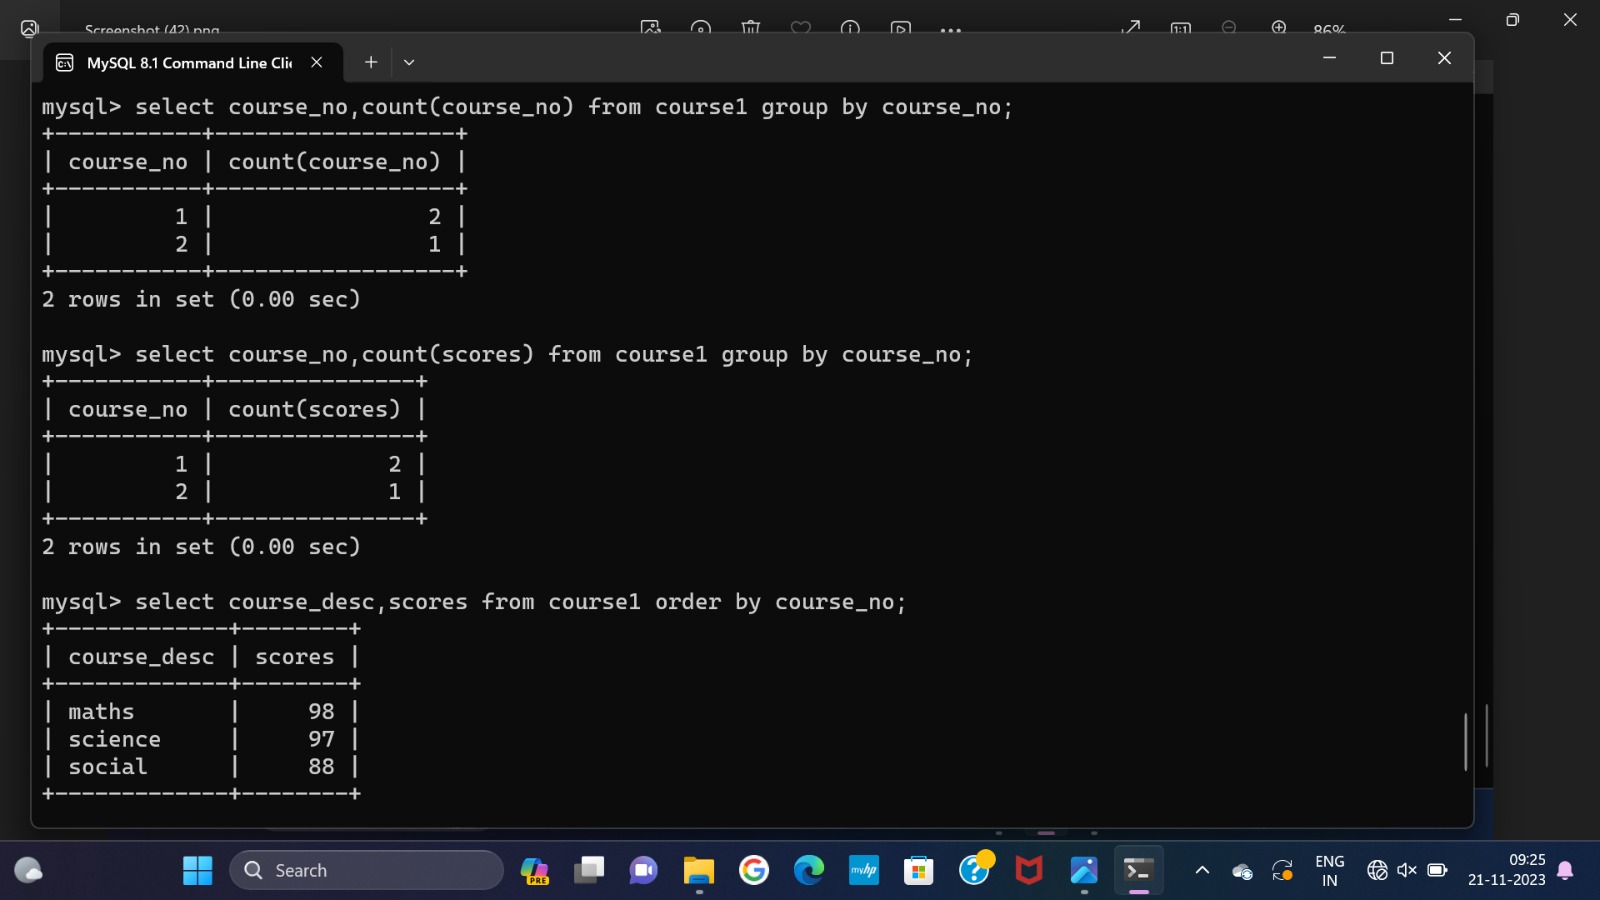 Screenshot (42).png
86%
MySQL 8.1 Command Line Clie
mysql> select course_no,count(course_no) from course1 group by course_no;
+-----------+------------------+
| course_no | count(course_no) |
+-----------+------------------+
|         1 |                2 |
|         2 |                1 |
+-----------+------------------+
2 rows in set (0.00 sec)
mysql> select course_no,count(scores) from course1 group by course_no;
+-----------+---------------+
| course_no | count(scores) |
+-----------+---------------+
|         1 |             2 |
|         2 |             1 |
+-----------+---------------+
2 rows in set (0.00 sec)
mysql> select course_desc,scores from course1 order by course_no;
+-------------+--------+
| course_desc | scores |
+-------------+--------+
| maths       |     98 |
| science     |     97 |
| social      |     88 |
+-------------+--------+
Search
PRE
myhp
ENG
IN
09:25
21-11-2023